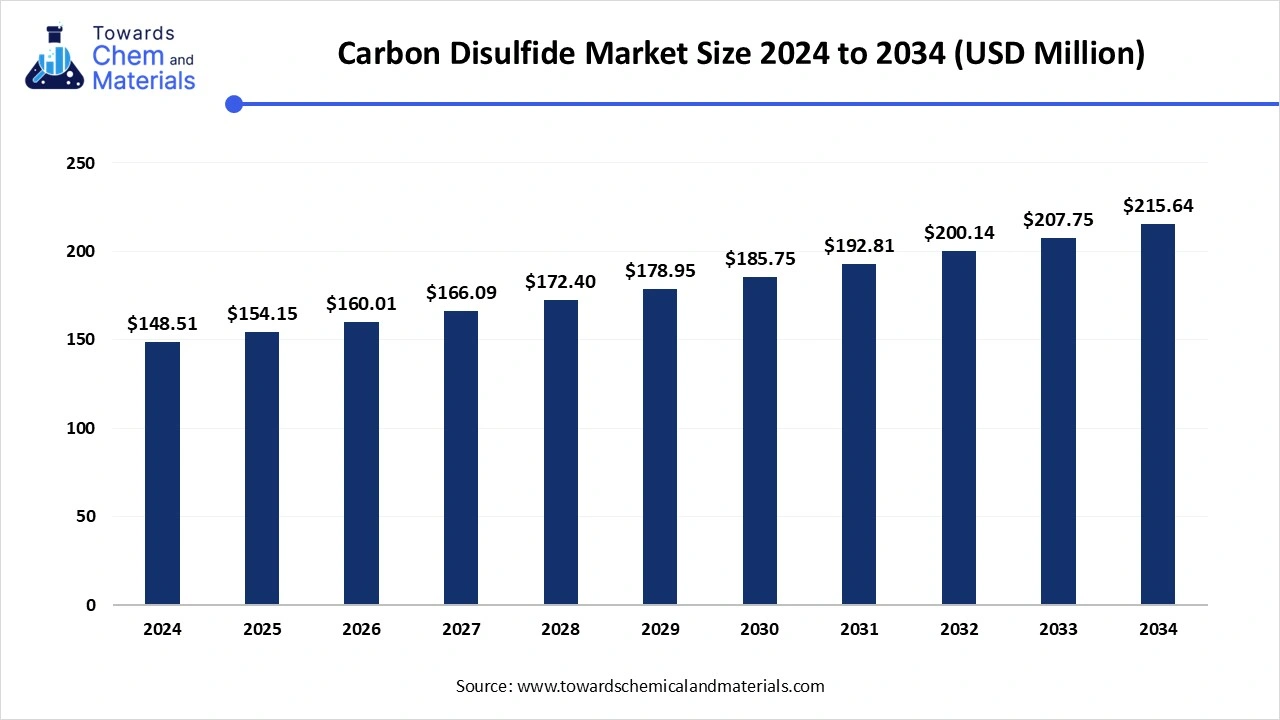 Towards
Chem and
Materials
Carbon Disulfide Market Size 2024 to 2034 (USD Million)
250
200
150
100
50
0
$148.51
$154.15
$160.01
$166.09
$172.40
$178.95
$185.75
$192.81
$200.14
$207.75
$215.64
2024 2025 2026 2027 2028 2029 2030 2031 2032 2033 2034
Source: www.towardschemicalandmaterials.com